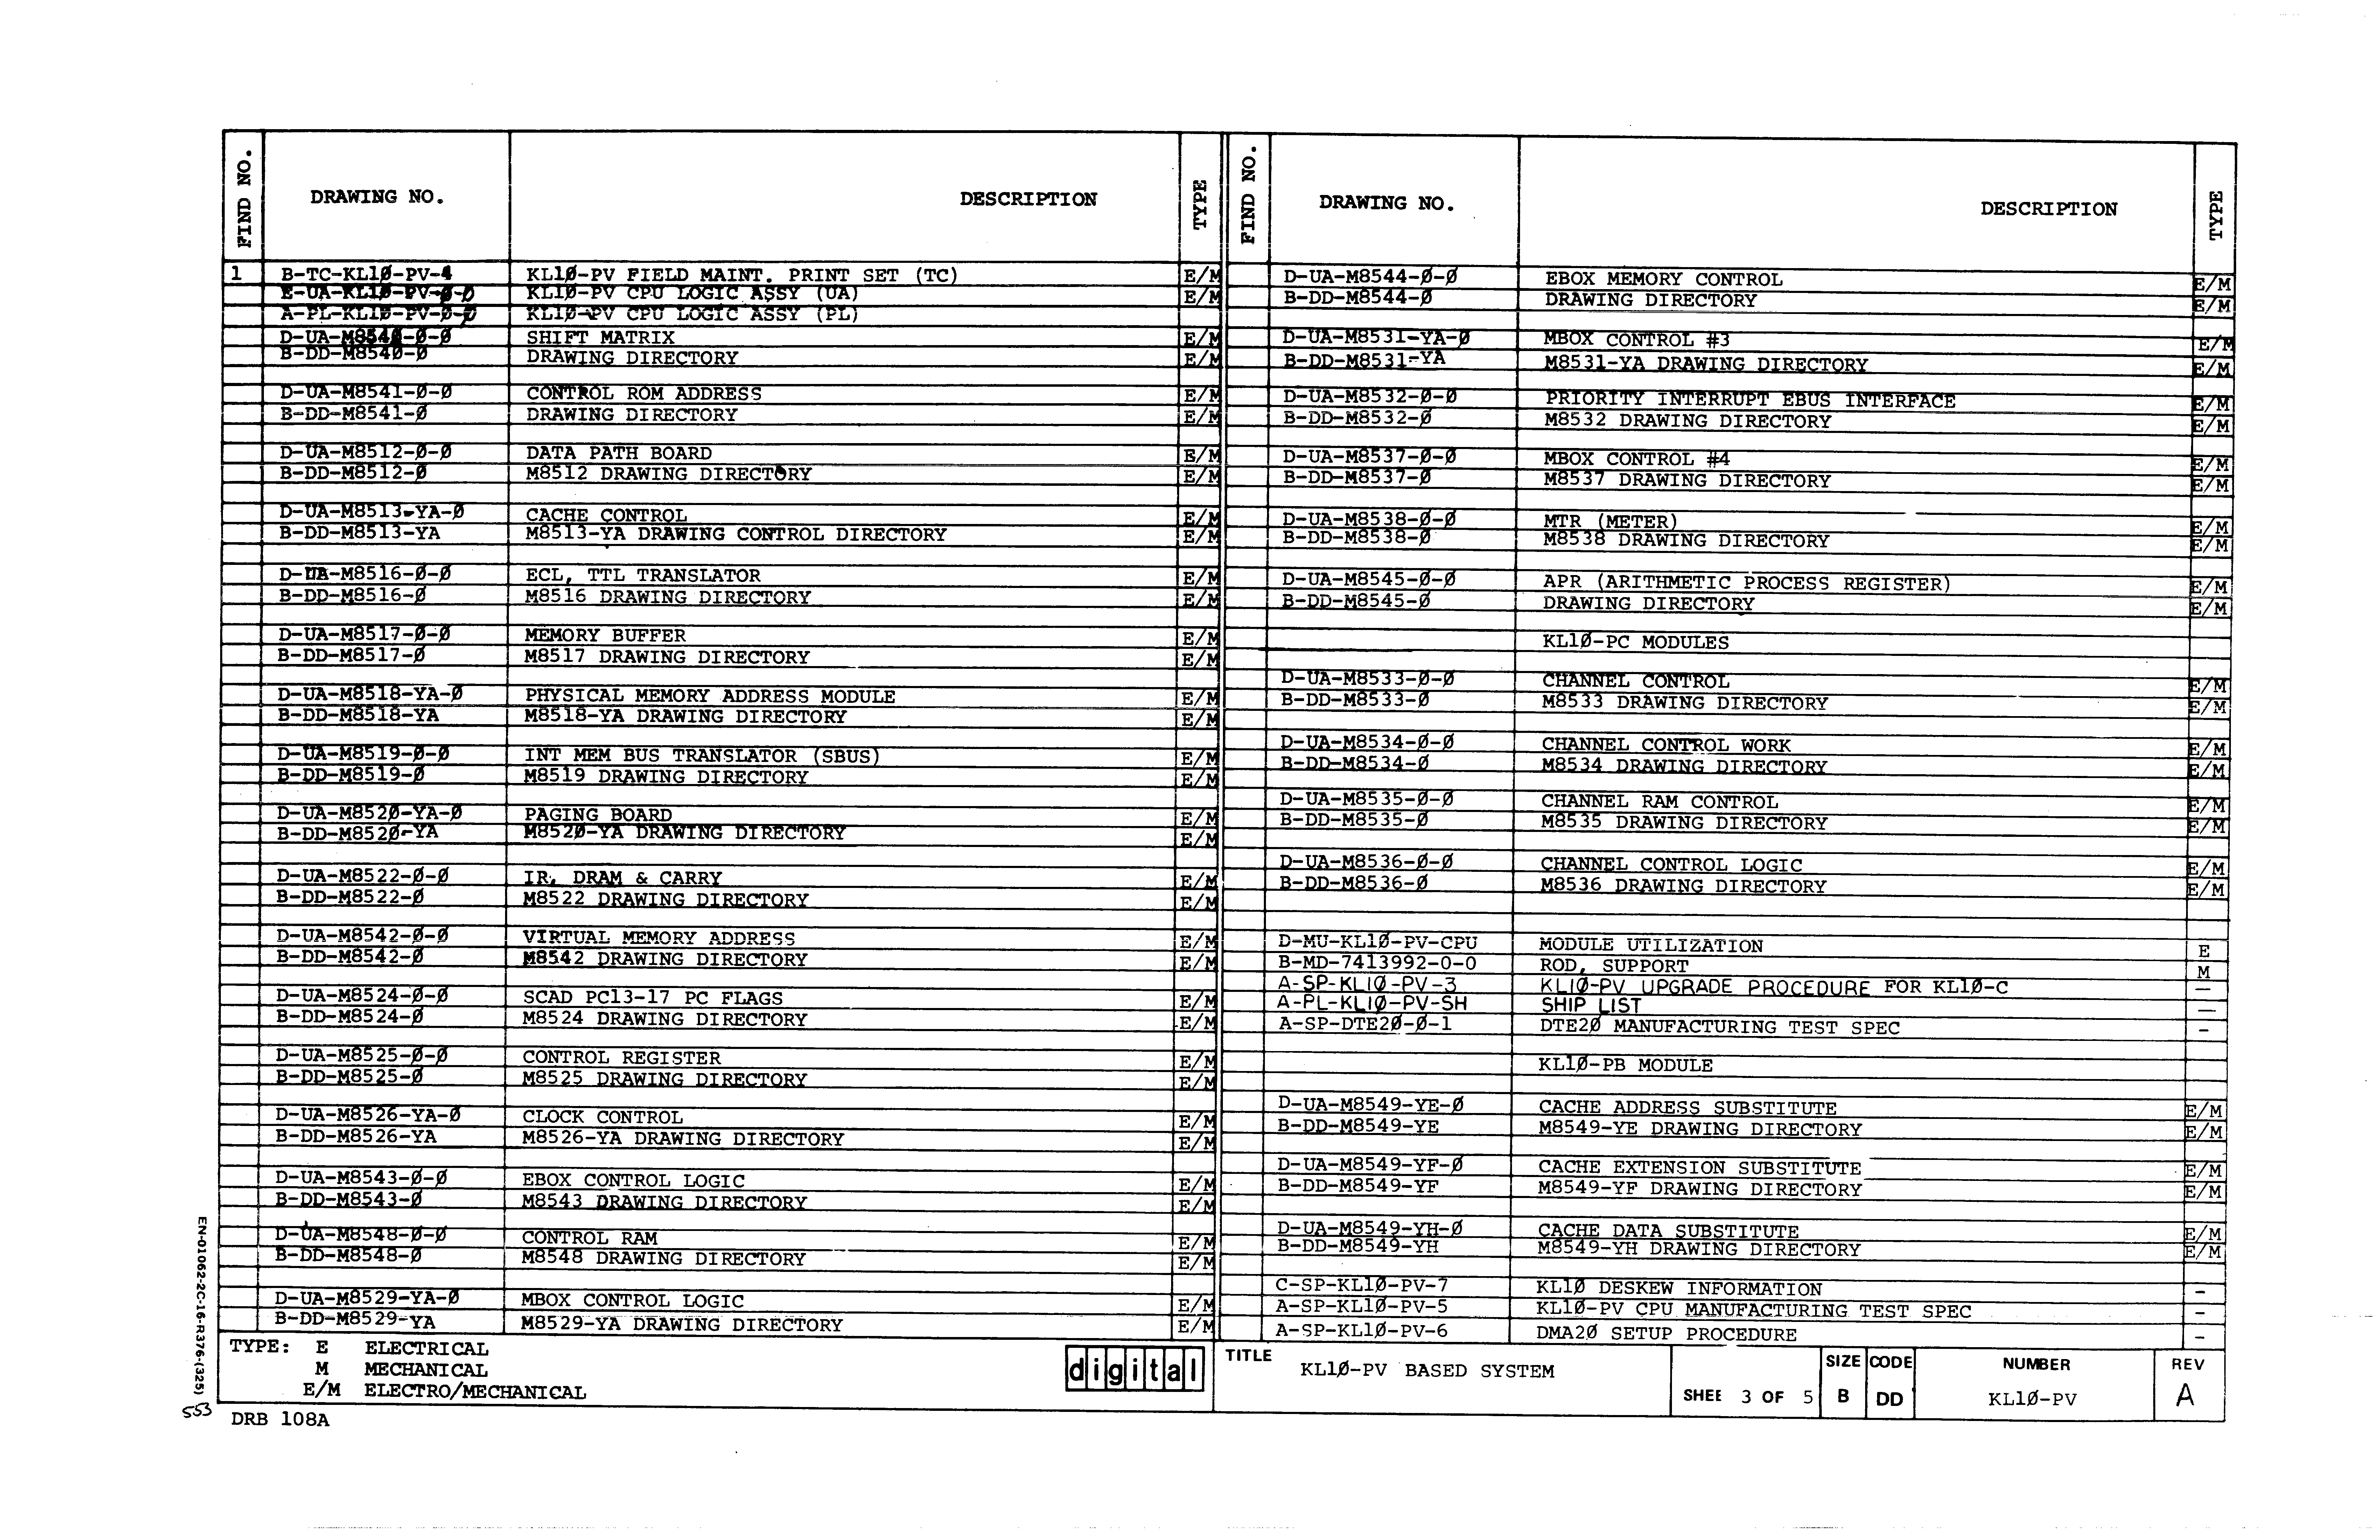 FIND NO. DRAWING NO. DESCRIPTION TYPE
1 B-TC-KL1Ø-PV-4 KL1Ø-PV FIELD MAINT. PRINT SET (TC) E/M
E-UA-KL1Ø-PV-Ø-Ø KL1Ø-PV CPU LOGIC ASSY (UA) E/M
A-PL-KL1Ø-PV-Ø-Ø KL1Ø-PV CPU LOGIC ASSY (PL)
D-UA-M854Ø-Ø-Ø SHIFT MATRIX E/M
B-DD-M854Ø-Ø DRAWING DIRECTORY E/M
D-UA-M8541-Ø-Ø CONTROL ROM ADDRESS E/M
B-DD-M8541-Ø DRAWING DIRECTORY E/M
D-UA-M8512-Ø-Ø DATA PATH BOARD E/M
B-DD-M8512-Ø M8512 DRAWING DIRECTORY E/M
D-UA-M8513-YA-Ø CACHE CONTROL E/M
B-DD-M8513-YA M8513-YA DRAWING CONTROL DIRECTORY E/M
D-UA-M8516-Ø-Ø ECL, TTL TRANSLATOR E/M
B-DD-M8516-Ø M8516 DRAWING DIRECTORY E/M
D-UA-M8517-Ø-Ø MEMORY BUFFER E/M
B-DD-M8517-Ø M8517 DRAWING DIRECTORY E/M
D-UA-M8518-YA-Ø PHYSICAL MEMORY ADDRESS MODULE E/M
B-DD-M8518-YA M8518-YA DRAWING DIRECTORY E/M
D-UA-M8519-Ø-Ø INT MEM BUS TRANSLATOR (SBUS) E/M
B-DD-M8519-Ø M8519 DRAWING DIRECTORY E/M
D-UA-M852Ø-YA-Ø PAGING BOARD E/M
B-DD-M852Ø-YA M852Ø-YA DRAWING DIRECTORY E/M
D-UA-M8522-Ø-Ø IR, DRAM & CARRY E/M
B-DD-M8522-Ø M8522 DRAWING DIRECTORY E/M
D-UA-M8542-Ø-Ø VIRTUAL MEMORY ADDRESS E/M
B-DD-M8542-Ø M8542 DRAWING DIRECTORY E/M
D-UA-M8524-Ø-Ø SCAD PC13-17 PC FLAGS E/M
B-DD-M8524-Ø M8524 DRAWING DIRECTORY E/M
D-UA-M8525-Ø-Ø CONTROL REGISTER E/M
B-DD-M8525-Ø M8525 DRAWING DIRECTORY E/M
D-UA-M8526-YA-Ø CLOCK CONTROL E/M
B-DD-M8526-YA M8526-YA DRAWING DIRECTORY E/M
D-UA-M8543-Ø-Ø EBOX CONTROL LOGIC E/M
B-DD-M8543-Ø M8543 DRAWING DIRECTORY E/M
D-UA-M8548-Ø-Ø CONTROL RAM E/M
B-DD-M8548-Ø M8548 DRAWING DIRECTORY E/M
D-UA-M8529-YA-Ø MBOX CONTROL LOGIC E/M
B-DD-M8529-YA M8529-YA DRAWING DIRECTORY E/M
FIND NO. DRAWING NO. DESCRIPTION TYPE
D-UA-M8544-Ø-Ø EBOX MEMORY CONTROL E/M
B-DD-M8544-Ø DRAWING DIRECTORY E/M
D-UA-M8531-YA-Ø MBOX CONTROL #3 E/M
B-DD-M8531-YA M8531-YA DRAWING DIRECTORY E/M
D-UA-M8532-Ø-Ø PRIORITY INTERRUPT EBUS INTERFACE E/M
B-DD-M8532-Ø M8532 DRAWING DIRECTORY E/M
D-UA-M8537-Ø-Ø MBOX CONTROL #4 E/M
B-DD-M8537-Ø M8537 DRAWING DIRECTORY E/M
D-UA-M8538-Ø-Ø MTR (METER) E/M
B-DD-M8538-Ø M8538 DRAWING DIRECTORY E/M
D-UA-M8545-Ø-Ø APR (ARITHMETIC PROCESS REGISTER) E/M
B-DD-M8545-Ø DRAWING DIRECTORY E/M
KL1Ø-PC MODULES
D-UA-M8533-Ø-Ø CHANNEL CONTROL E/M
B-DD-M8533-Ø M8533 DRAWING DIRECTORY E/M
D-UA-M8534-Ø-Ø CHANNEL CONTROL WORK E/M
B-DD-M8534-Ø M8534 DRAWING DIRECTORY E/M
D-UA-M8535-Ø-Ø CHANNEL RAM CONTROL E/M
B-DD-M8535-Ø M8535 DRAWING DIRECTORY E/M
D-UA-M8536-Ø-Ø CHANNEL CONTROL LOGIC E/M
B-DD-M8536-Ø M8536 DRAWING DIRECTORY E/M
D-MU-KL1Ø-PV-CPU MODULE UTILIZATION E
B-MD-7413992-0-0 ROD, SUPPORT M
A-SP-KL1Ø-PV-3 KL1Ø-PV UPGRADE PROCEDURE FOR KL1Ø-C —
A-PL-KL1Ø-PV-SH SHIP LIST —
A-SP-DTE2Ø-Ø-1 DTE2Ø MANUFACTURING TEST SPEC -
KL1Ø-PB MODULE
D-UA-M8549-YE-Ø CACHE ADDRESS SUBSTITUTE E/M
B-DD-M8549-YE M8549-YE DRAWING DIRECTORY E/M
D-UA-M8549-YF-Ø CACHE EXTENSION SUBSTITUTE E/M
B-DD-M8549-YF M8549-YF DRAWING DIRECTORY E/M
D-UA-M8549-YH-Ø CACHE DATA SUBSTITUTE E/M
B-DD-M8549-YH M8549-YH DRAWING DIRECTORY E/M
C-SP-KL1Ø-PV-7 KL1Ø DESKEW INFORMATION -
A-SP-KL1Ø-PV-5 KL1Ø-PV CPU MANUFACTURING TEST SPEC -
A-SP-KL1Ø-PV-6 DMA2Ø SETUP PROCEDURE -
TYPE: E ELECTRICAL
M MECHANICAL
E/M ELECTRO/MECHANICAL
digital
TITLE
KL1Ø-PV BASED SYSTEM
SHEE 3 OF 5
SIZE B
CODE DD
NUMBER
KL1Ø-PV
REV
A
EN-01062-2C-16-R376-(325)
553
DRB 108A